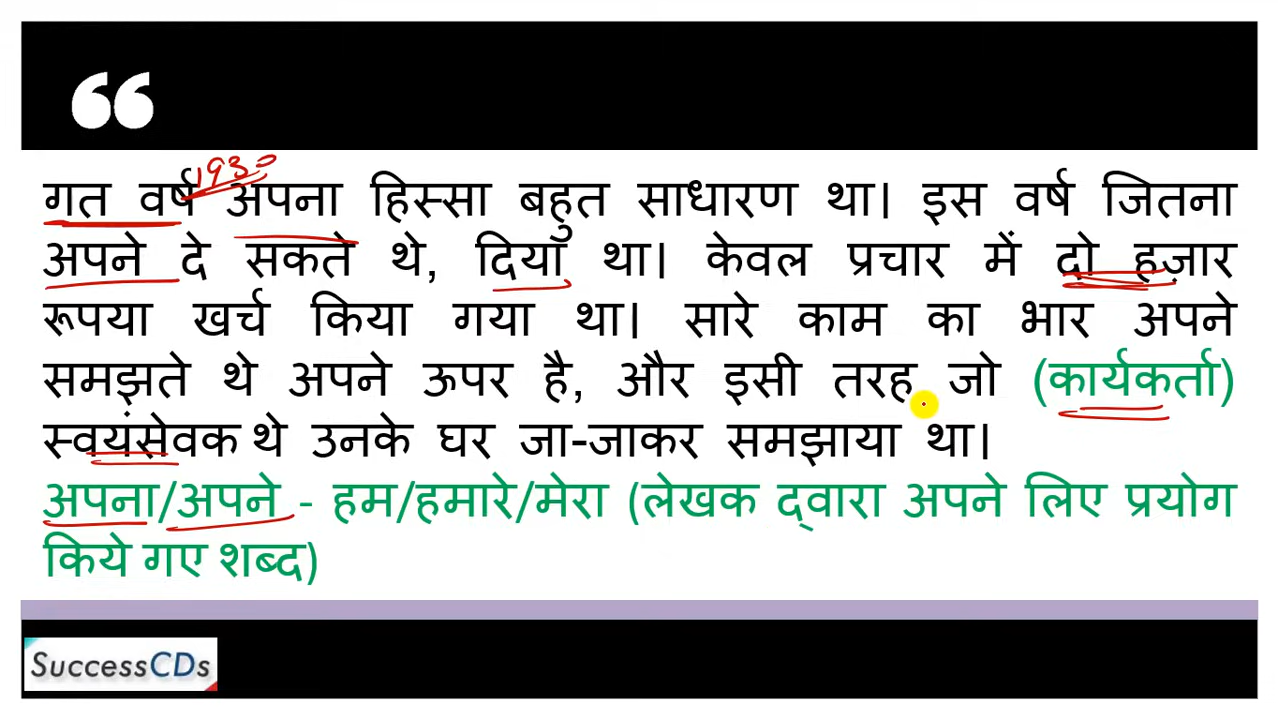 “
1930
गत वर्ष अपना हिस्सा बहुत साधारण था। इस वर्ष जितना
अपने दे सकते थे, दिया था। केवल प्रचार में दो हज़ार
रूपया खर्च किया गया था। सारे काम का भार अपने
समझते थे अपने ऊपर है, और इसी तरह जो (कार्यकर्ता)
स्वयंसेवक थे उनके घर जा-जाकर समझाया था।
अपना/अपने - हम/हमारे/मेरा (लेखक द्वारा अपने लिए प्रयोग
किये गए शब्द)
SuccessCDs